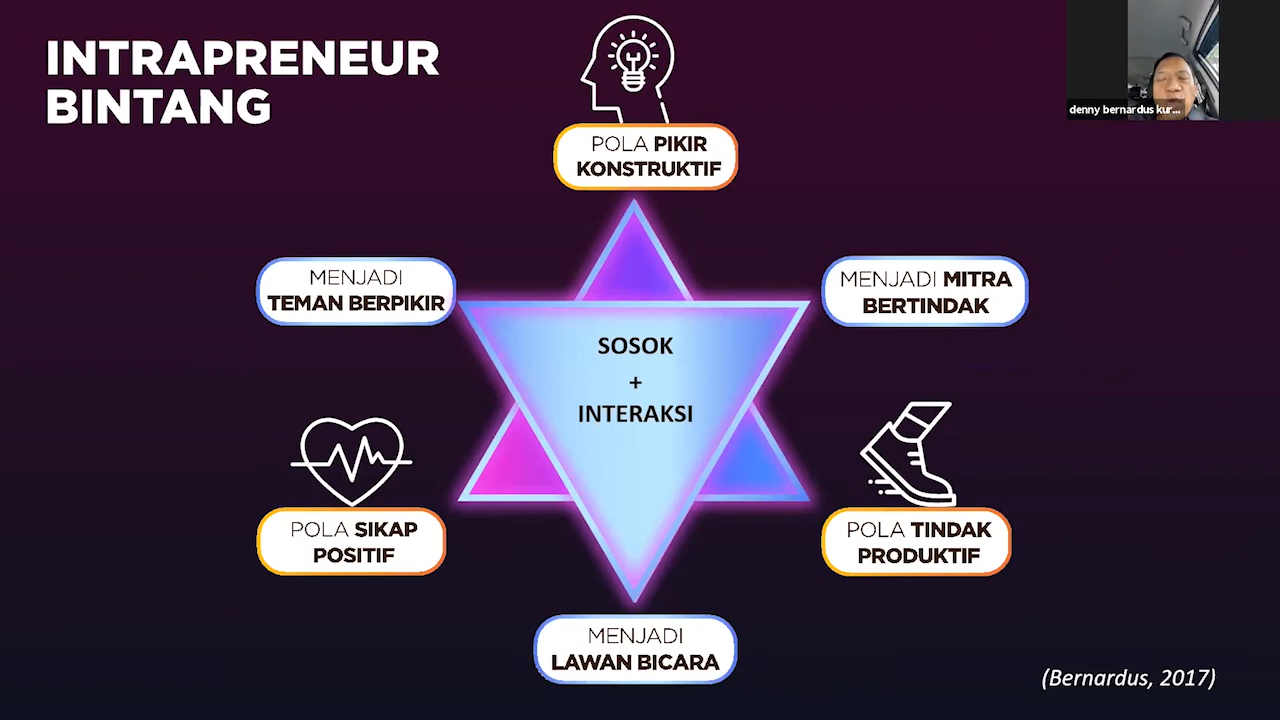 INTRAPRENEUR
BINTANG
denny bernardus kur...
POLA PIKIR
KONSTRUKTIF
MENJADI
TEMAN BERPIKIR
MENJADI MITRA
BERTINDAK
SOSOK
+
INTERAKSI
POLA SIKAP
POSITIF
POLA TINDAK
PRODUKTIF
MENJADI
LAWAN BICARA
(Bernardus, 2017)